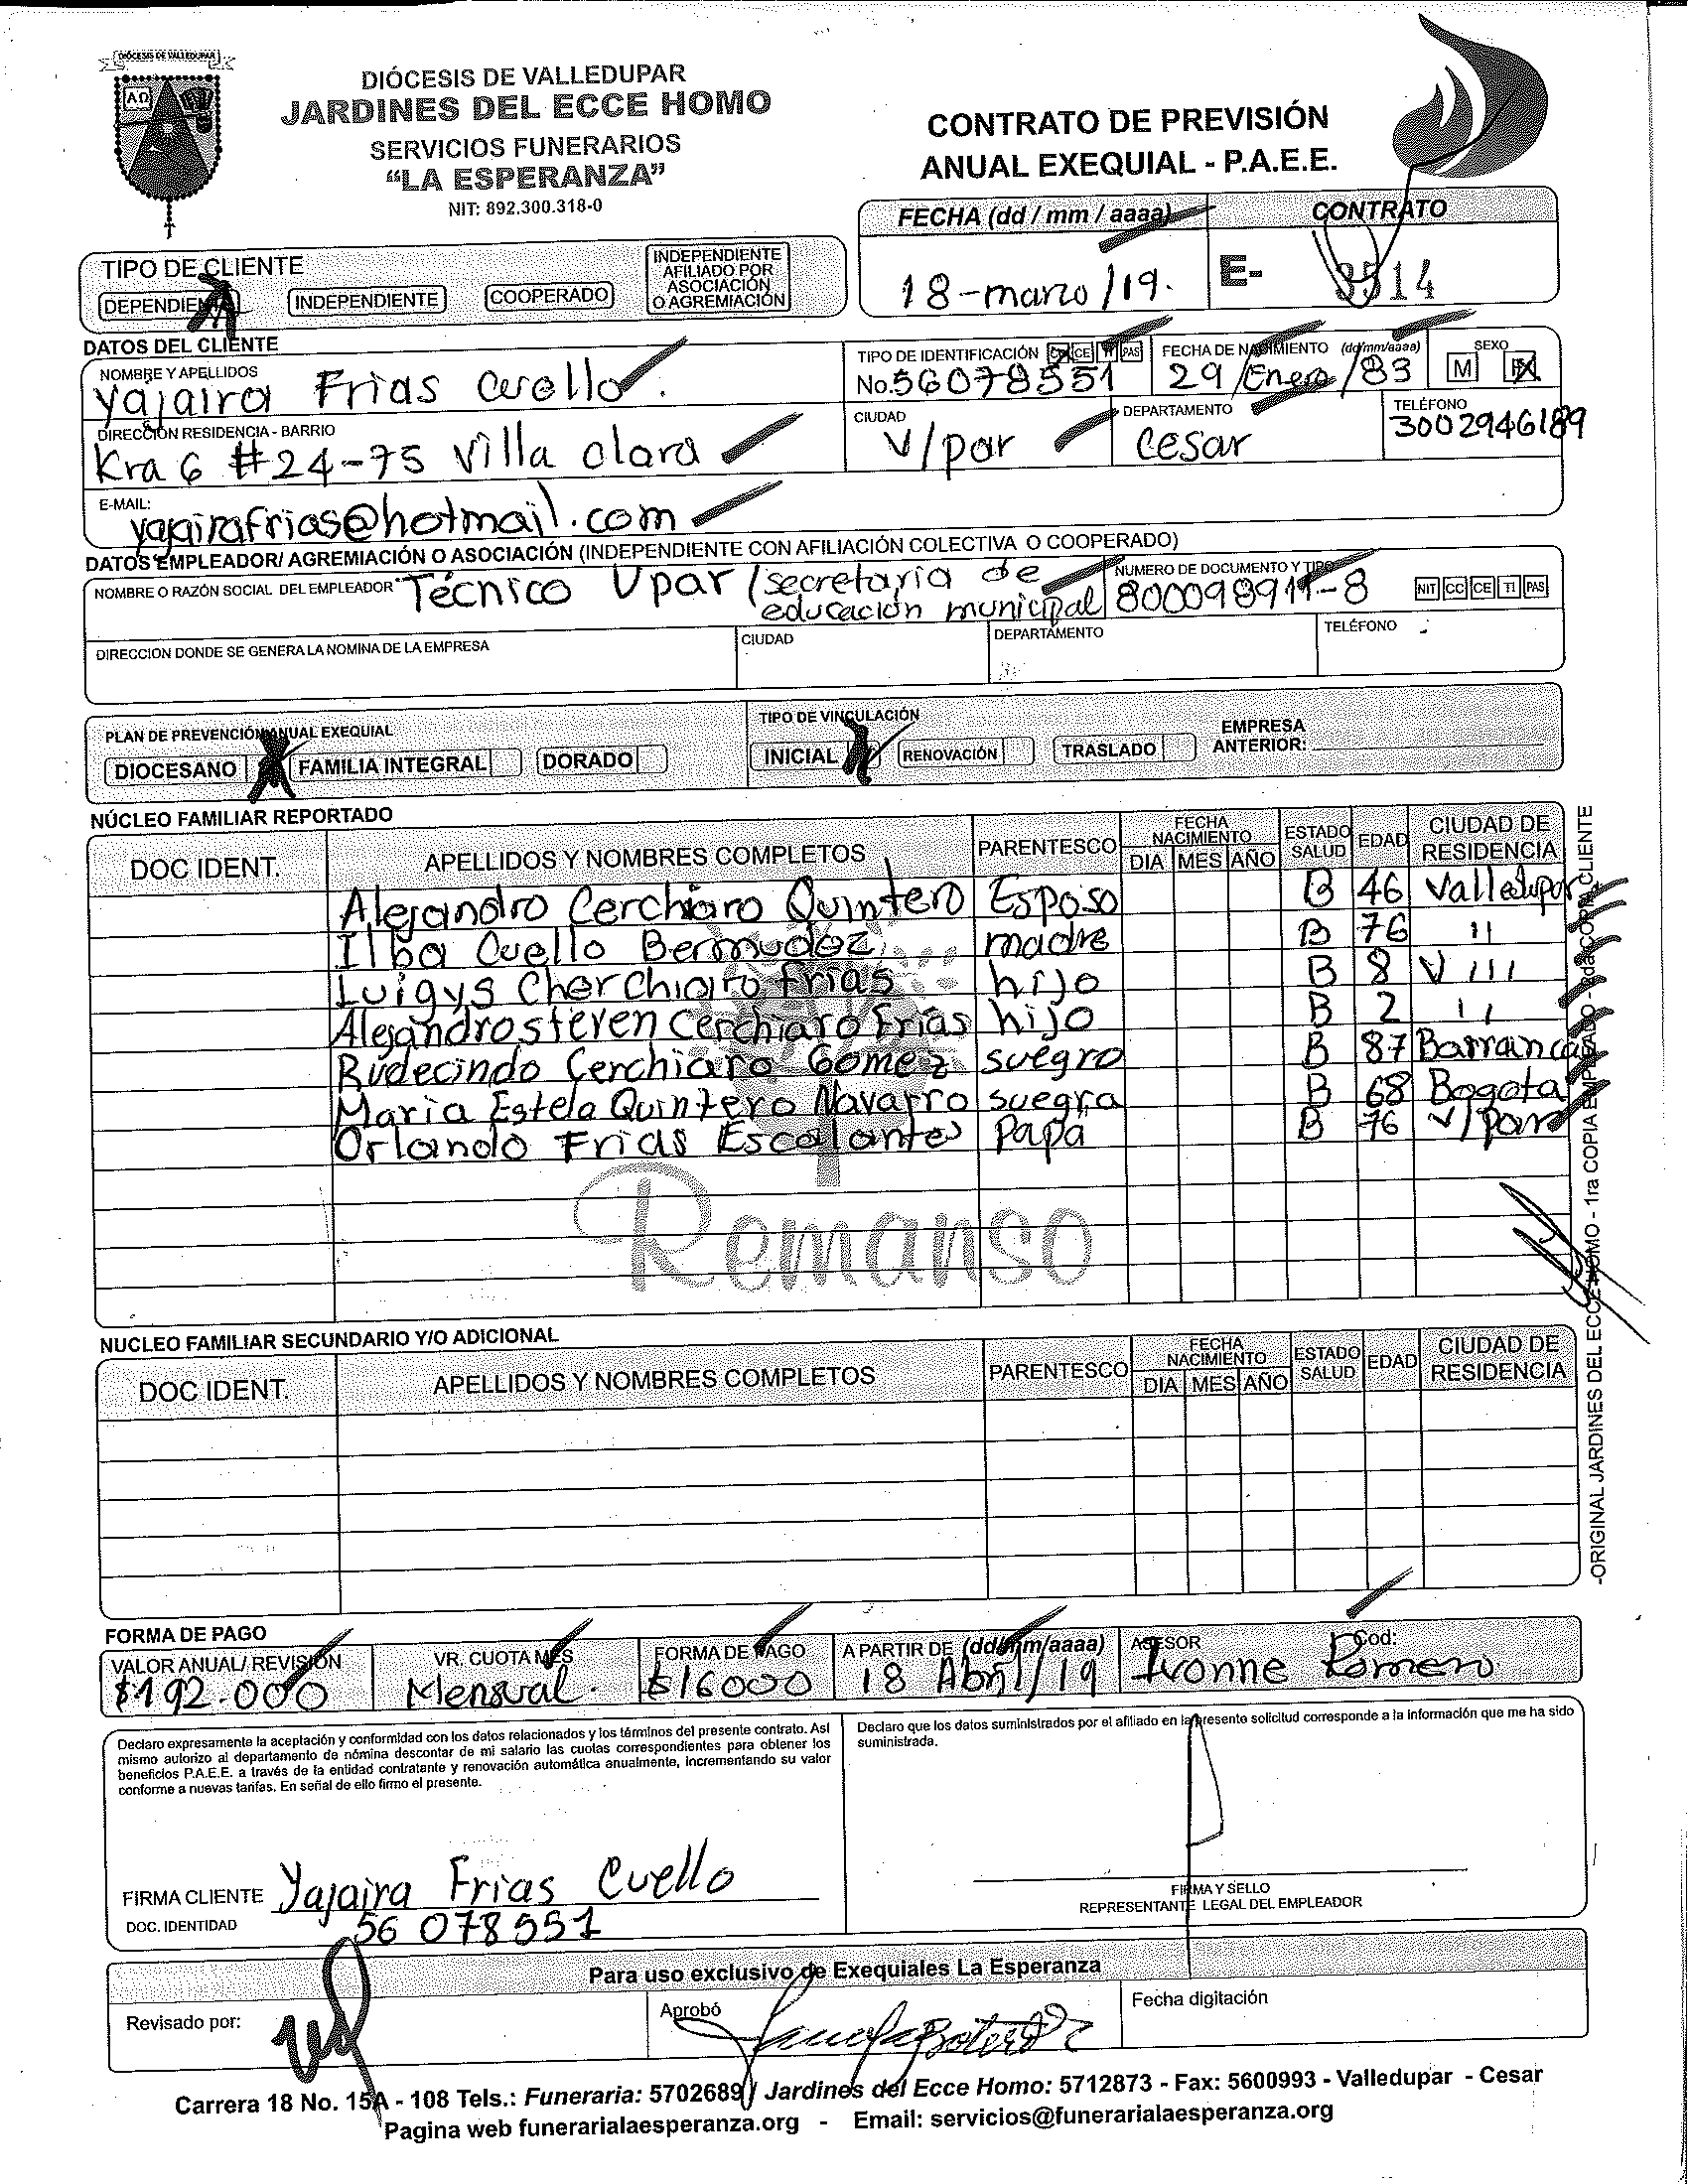 DIÓCESIS DE VALLEDUPAR
AΩ
DIÓCESIS DE VALLEDUPAR
JARDINES DEL ECCE HOMO
SERVICIOS FUNERARIOS
"LA ESPERANZA"
NIT: 892.300.318-0
CONTRATO DE PREVISIÓN
ANUAL EXEQUIAL - P.A.E.E.
FECHA (dd / mm / aaaa) CONTRATO
18-marzo/19. E- 3514
TIPO DE CLIENTE
DEPENDIENTE INDEPENDIENTE COOPERADO INDEPENDIENTE AFILIADO POR ASOCIACIÓN O AGREMIACIÓN
DATOS DEL CLIENTE
NOMBRE Y APELLIDOS TIPO DE IDENTIFICACIÓN CC CE TI PAS FECHA DE NACIMIENTO (dd/mm/aaaa) SEXO
Yajaira Frias Cuello. No.56078551 29/Enero/83 M F
DIRECCIÓN RESIDENCIA - BARRIO CIUDAD DEPARTAMENTO TELÉFONO
Kra 6 #24-75 Villa clara V/par Cesar 3002946189
E-MAIL:
yajairafrias@hotmail.com
DATOS EMPLEADOR/ AGREMIACIÓN O ASOCIACIÓN (INDEPENDIENTE CON AFILIACIÓN COLECTIVA O COOPERADO)
NOMBRE O RAZÓN SOCIAL DEL EMPLEADOR Técnico Upar /secretaria de educación municipal NUMERO DE DOCUMENTO Y TIPO 800098911-8 NIT CC CE TI PAS
DIRECCION DONDE SE GENERA LA NOMINA DE LA EMPRESA CIUDAD DEPARTAMENTO TELÉFONO
PLAN DE PREVENCIÓN ANUAL EXEQUIAL TIPO DE VINCULACIÓN EMPRESA
DIOCESANO FAMILIA INTEGRAL DORADO INICIAL RENOVACIÓN TRASLADO ANTERIOR:
NÚCLEO FAMILIAR REPORTADO
DOC IDENT. APELLIDOS Y NOMBRES COMPLETOS PARENTESCO FECHA NACIMIENTO DIA MES AÑO ESTADO SALUD EDAD CIUDAD DE RESIDENCIA
Alejandro Cerchiaro Quintero Esposo B 46 Valledupar
Ilba Cuello Bermudez madre B 76 11
Luigys Cherchiaro Frias hijo B 8 V 111
Alejandro steven Cerchiaro Frias hijo B 2 11
Rudecindo Cerchiaro Gomez suegro B 87 Barranca
Maria Estela Quintero Navarro suegra B 68 Bogota
Orlando Frias Escalantes Papa B 76 V/par
Remanso
-ORIGINAL JARDINES DEL ECCE HOMO - 1ra COPIA EMPLEADO - 2da COPIA CLIENTE
NUCLEO FAMILIAR SECUNDARIO Y/O ADICIONAL
DOC IDENT. APELLIDOS Y NOMBRES COMPLETOS PARENTESCO FECHA NACIMIENTO DIA MES AÑO ESTADO SALUD EDAD CIUDAD DE RESIDENCIA
FORMA DE PAGO
VALOR ANUAL/ REVISIÓN VR. CUOTA MES FORMA DE PAGO A PARTIR DE (dd/mm/aaaa) ASESOR Cod:
$192.000 Mensual. $16000 18 Abril/19 Ivonne Romero
Declaro expresamente la aceptación y conformidad con los datos relacionados y los términos del presente contrato. Así
mismo autorizo al departamento de nómina descontar de mi salario las cuotas correspondientes para obtener los
beneficios P.A.E.E. a través de la entidad contratante y renovación automática anualmente, incrementando su valor
conforme a nuevas tarifas. En señal de ello firmo el presente.
Declaro que los datos suministrados por el afiliado en la presente solicitud corresponde a la información que me ha sido
suministrada.
FIRMA CLIENTE Yajaira Frias Cuello
DOC. IDENTIDAD 56 078551
FIRMA Y SELLO
REPRESENTANTE LEGAL DEL EMPLEADOR
Para uso exclusivo de Exequiales La Esperanza
Revisado por: Aprobó Fecha digitación
Carrera 18 No. 15A - 108 Tels.: Funeraria: 5702689 / Jardines del Ecce Homo: 5712873 - Fax: 5600993 - Valledupar - Cesar
Pagina web funerarialaesperanza.org - Email: servicios@funerarialaesperanza.org